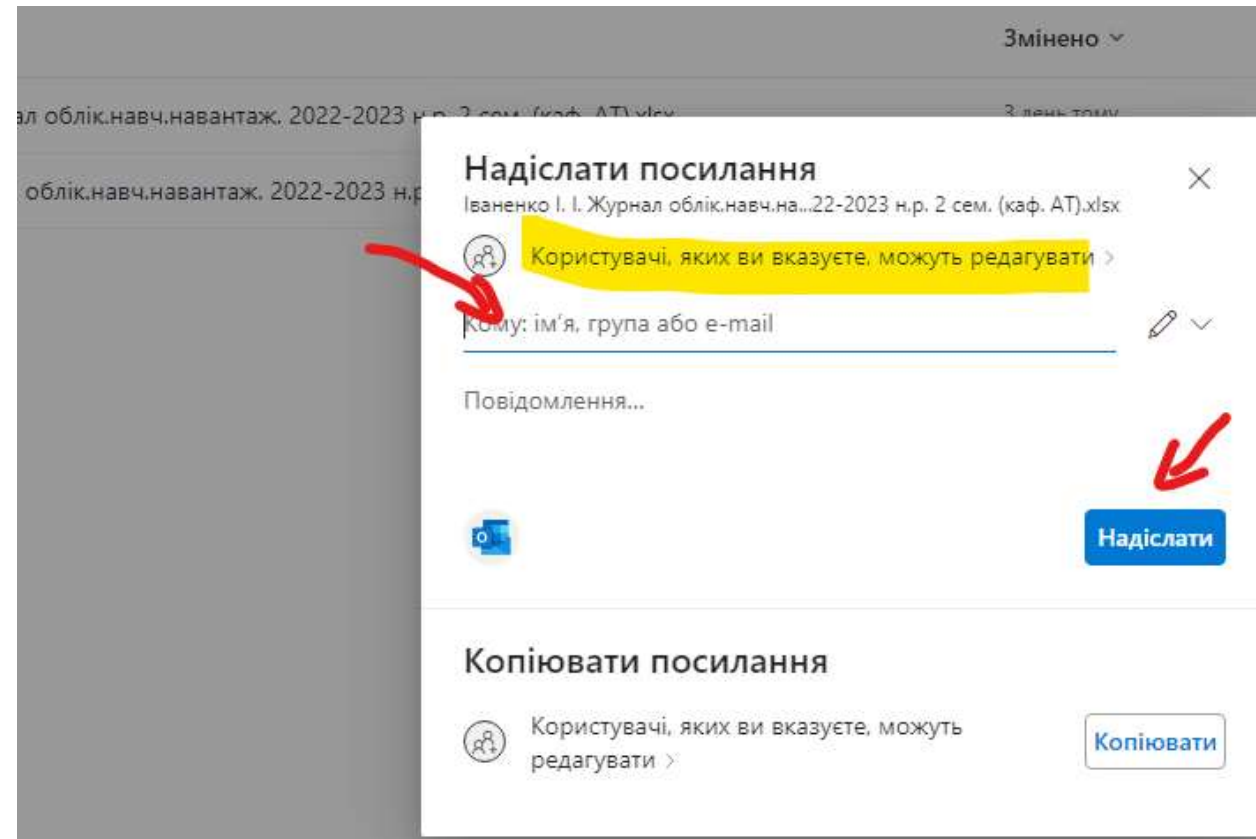 Змінено
ал облік.навч.навантаж. 2022-2023 н.р. 2 сем. (каф. АТ).xlsx
3 день тому
облік.навч.навантаж. 2022-2023 н.р
Надіслати посилання
Іваненко І. І. Журнал облік.навч.на...22-2023 н.р. 2 сем. (каф. АТ).xlsx
Користувачі, яких ви вказуєте, можуть редагувати >
Кому: ім'я, група або e-mail
Повідомлення...
Надіслати
Копіювати посилання
Користувачі, яких ви вказуєте, можуть
редагувати >
Копіювати